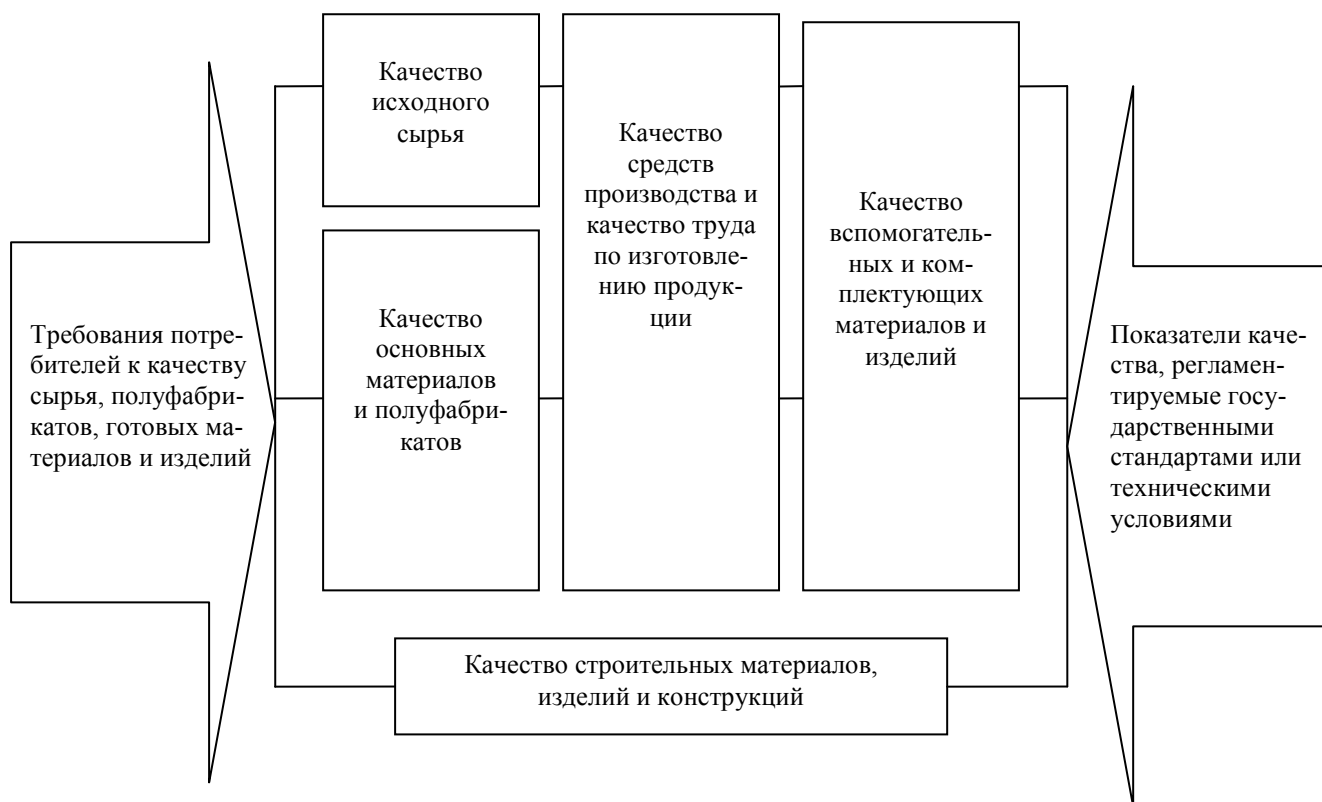 Требования потре-
бителей к качеству
сырья, полуфабри-
катов, готовых ма-
териалов и изделий
Качество
исходного
сырья
Качество
основных
материалов
и полуфабри-
катов
Качество
средств
производства и
качество труда
по изготовле-
нию продук-
ции
Качество
вспомогатель-
ных и ком-
плектующих
материалов и
изделий
Показатели каче-
ства, регламен-
тируемые госу-
дарственными
стандартами или
техническими
условиями
Качество строительных материалов,
изделий и конструкций